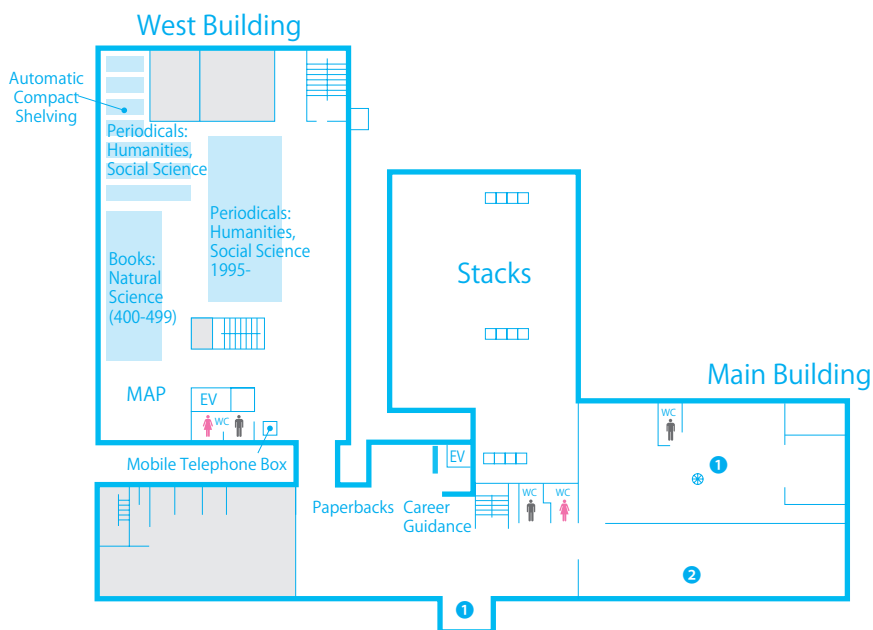 West Building
Automatic
Compact
Shelving
Periodicals:
Humanities,
Social Science
Periodicals:
Humanities,
Social Science
1995-
Books:
Natural
Science
(400-499)
Stacks
Main Building
MAP
EV
WC
WC
1
Mobile Telephone Box
EV
Paperbacks
Career
Guidance
WC
WC
2
1